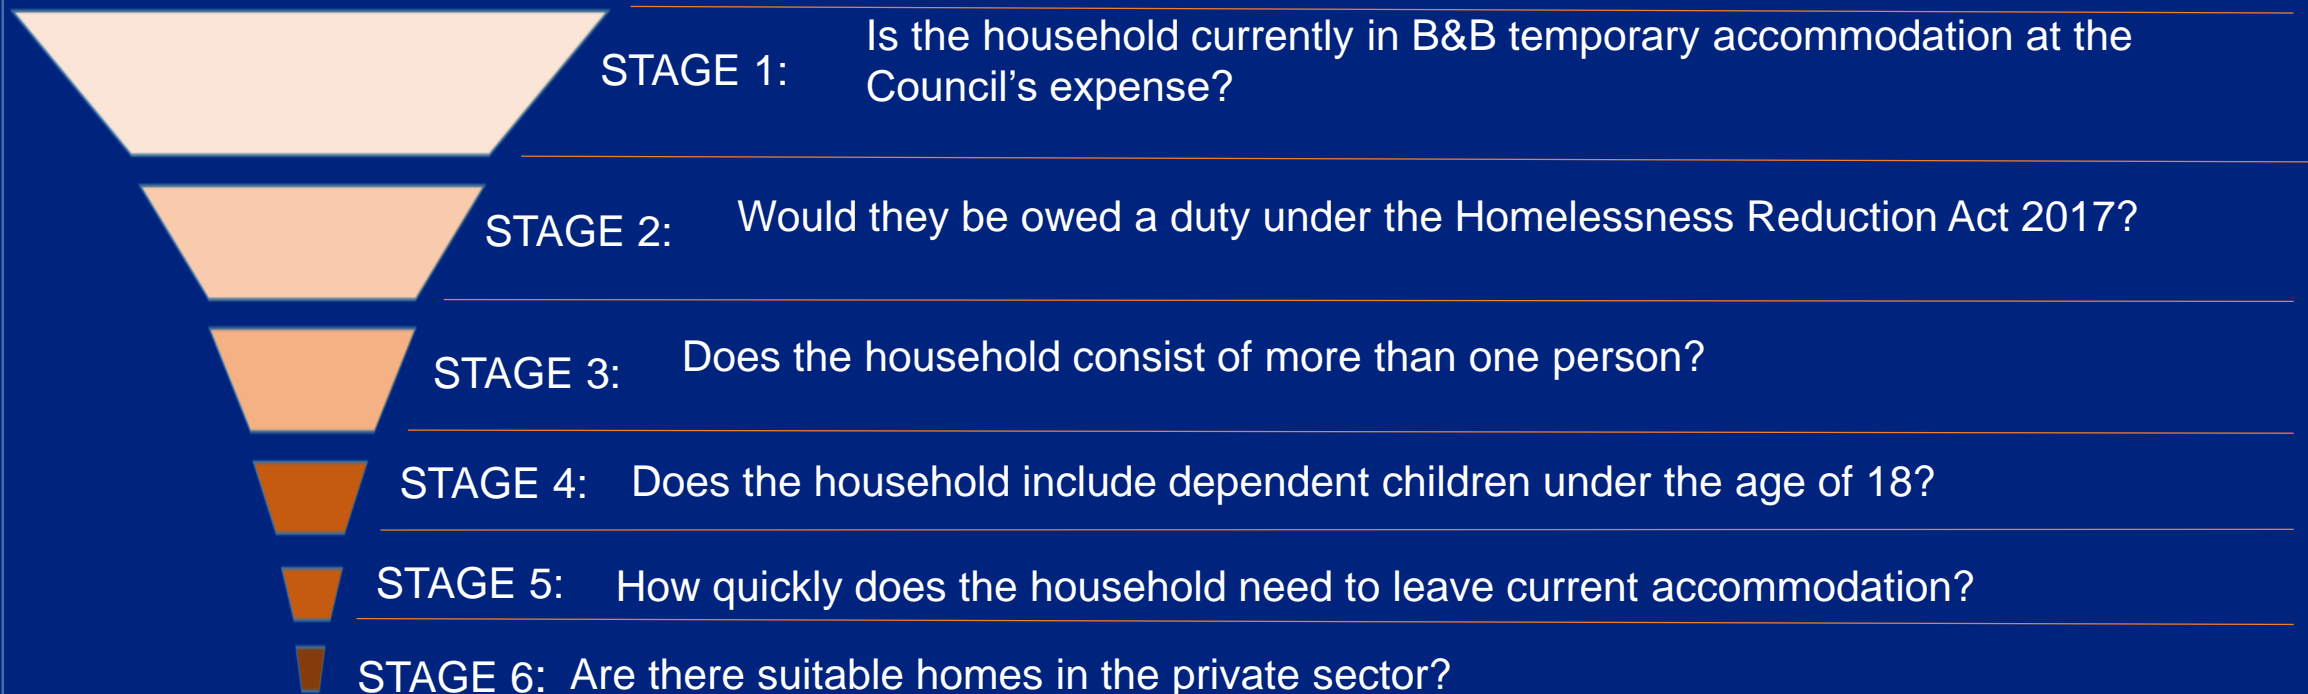 STAGE 1: Is the household currently in B&B temporary accommodation at the
Council’s expense?
STAGE 2: Would they be owed a duty under the Homelessness Reduction Act 2017?
STAGE 3: Does the household consist of more than one person?
STAGE 4: Does the household include dependent children under the age of 18?
STAGE 5: How quickly does the household need to leave current accommodation?
STAGE 6: Are there suitable homes in the private sector?